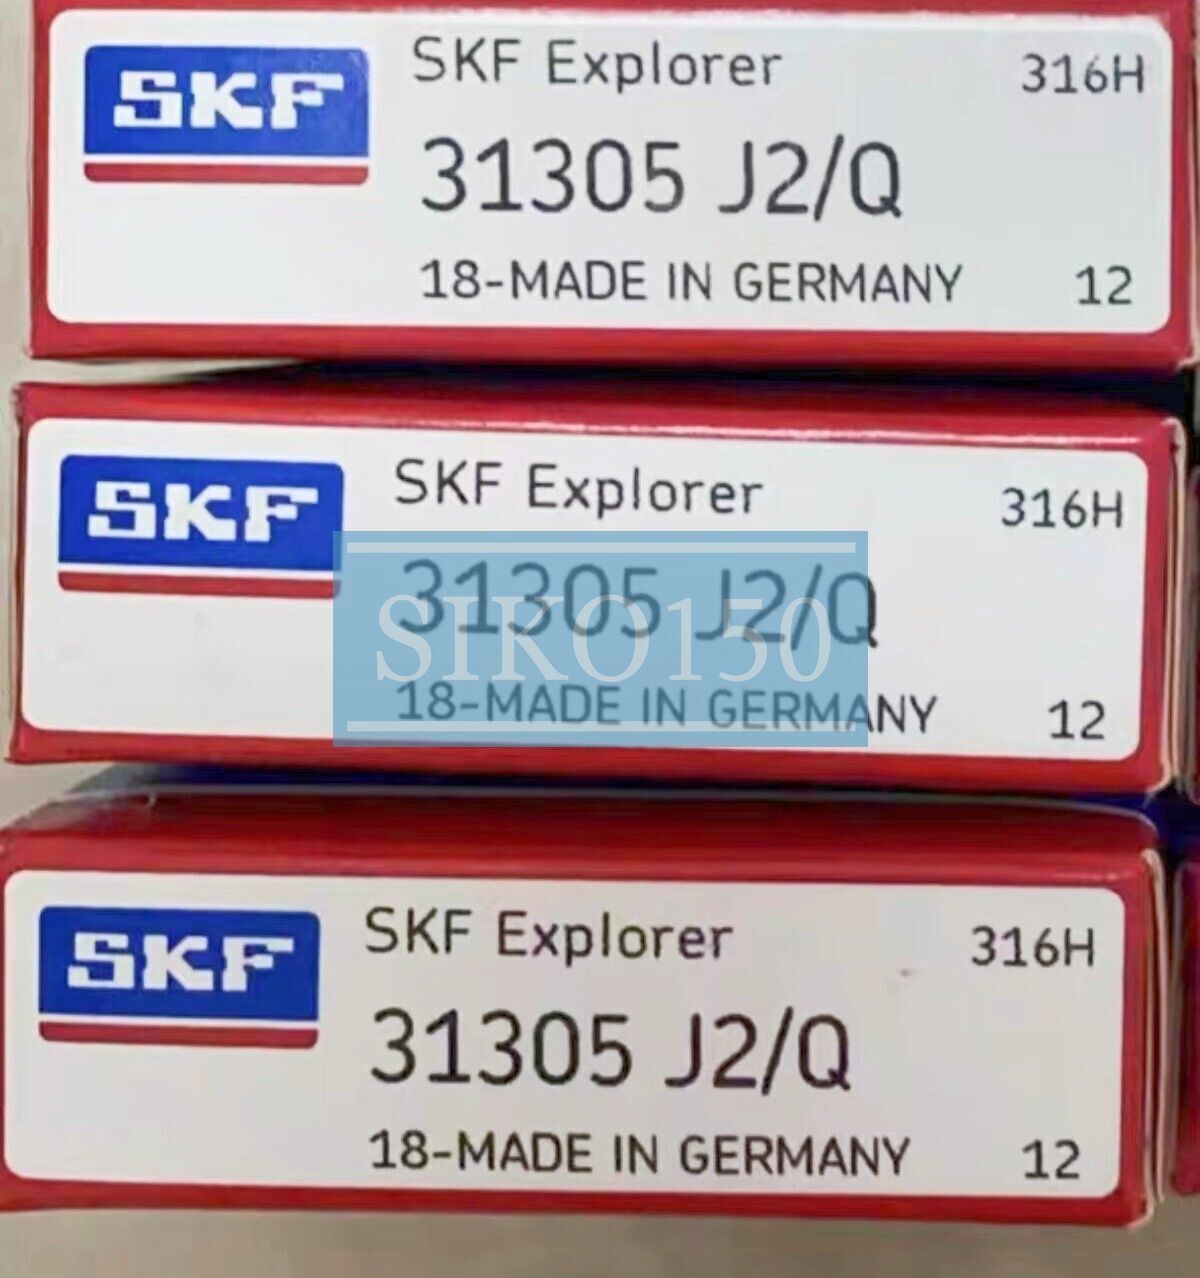 SKF
SKF Explorer
316H
31305 J2/Q
18-MADE IN GERMANY
12
SKF
SKF Explorer
316H
31305 J2/Q
SIKO150
18-MADE IN GERMANY
12
SKF
SKF Explorer
316H
31305 J2/Q
18-MADE IN GERMANY
12